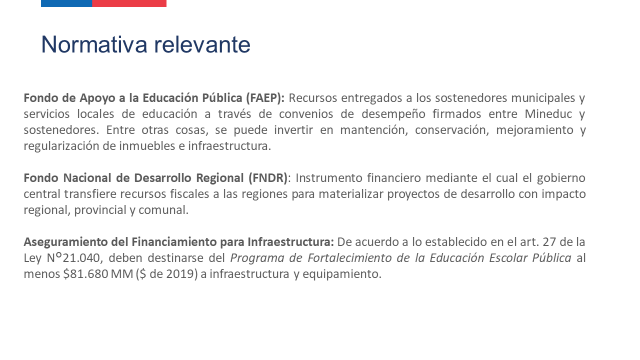 Normativa relevante
Fondo de Apoyo a la Educación Pública (FAEP): Recursos entregados a los sostenedores municipales y
servicios locales de educación a través de convenios de desempeño firmados entre Mineduc y
sostenedores. Entre otras cosas, se puede invertir en mantención, conservación, mejoramiento y
regularización de inmuebles e infraestructura.
Fondo Nacional de Desarrollo Regional (FNDR): Instrumento financiero mediante el cual el gobierno
central transfiere recursos fiscales a las regiones para materializar proyectos de desarrollo con impacto
regional, provincial y comunal.
Aseguramiento del Financiamiento para Infraestructura: De acuerdo a lo establecido en el art. 27 de la
Ley N°21.040, deben destinarse del Programa de Fortalecimiento de la Educación Escolar Pública al
menos $81.680 MM ($ de 2019) a infraestructura y equipamiento.